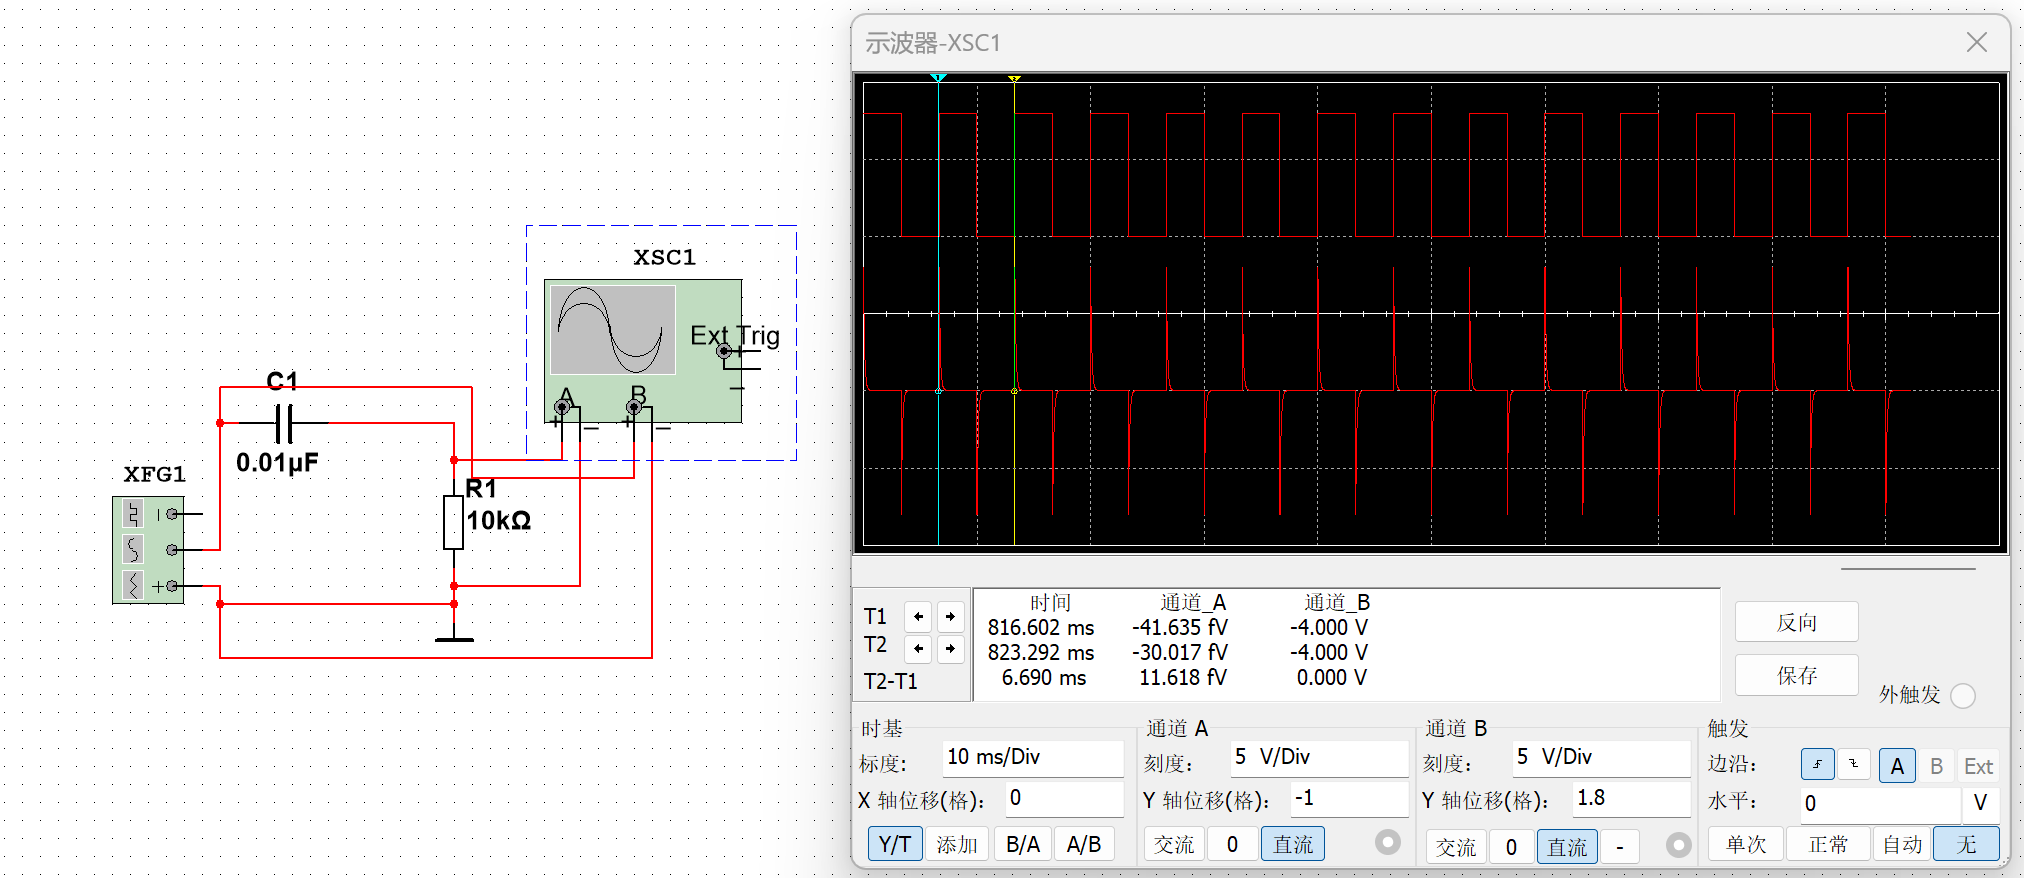 示波器-XSC1
XSC1
Ext Trig
A
B
+
−
+
−
−
C1
0.01µF
XFG1
R1
10kΩ
+
时间 通道_A 通道_B
T1 816.602 ms -41.635 fV -4.000 V
T2 823.292 ms -30.017 fV -4.000 V
T2-T1 6.690 ms 11.618 fV 0.000 V
反向
保存
外触发
时基
标度: 10 ms/Div
X 轴位移(格): 0
Y/T 添加 B/A A/B
通道 A
刻度: 5 V/Div
Y 轴位移(格): -1
交流 0 直流
通道 B
刻度: 5 V/Div
Y 轴位移(格): 1.8
交流 0 直流 -
触发
边沿: A B Ext
水平: 0 V
单次 正常 自动 无